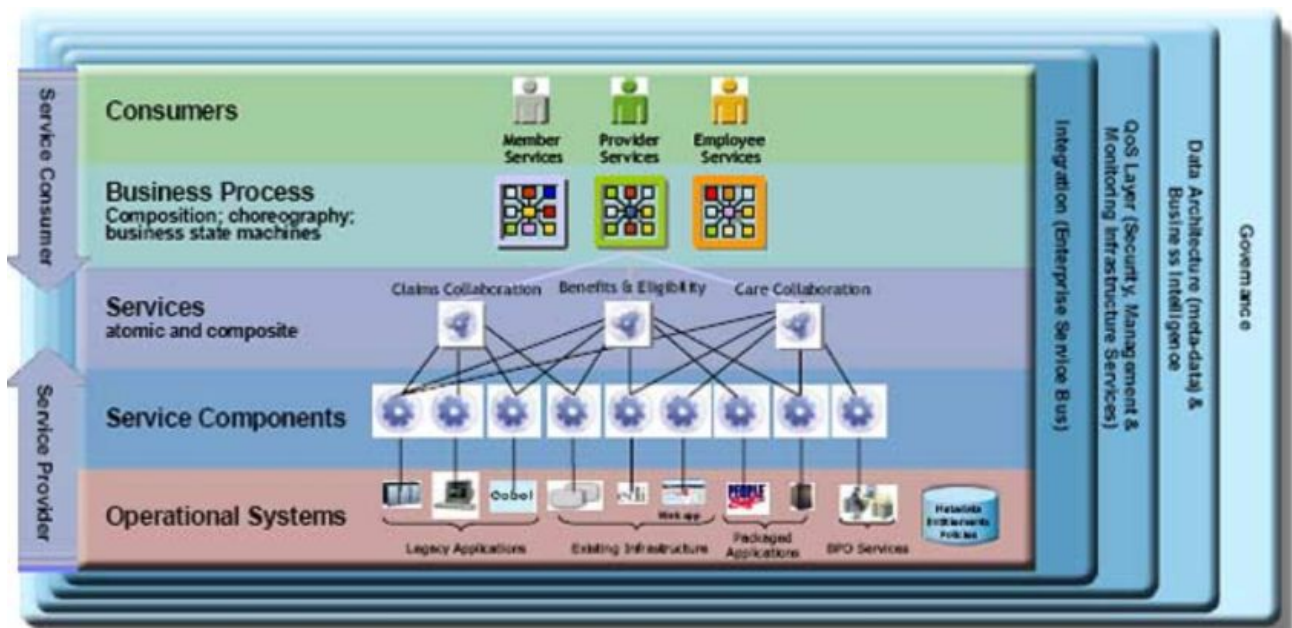 Service Consumer
Service Provider
Consumers
Member
Services
Provider
Services
Employee
Services
Business Process
Composition; choreography;
business state machines
Services
atomic and composite
Claims Collaboration
Benefits & Eligibility
Care Collaboration
Service Components
Operational Systems
Cobol
Web app
PEOPLE
Legacy Applications
Existing Infrastructure
Packaged
Applications
BPO Services
Metadata
Entitlements
Policies
Integration (Enterprise Service Bus)
QoS Layer (Security, Management &
Monitoring Infrastructure Services)
Data Architecture (meta-data) &
Business Intelligence
Governance